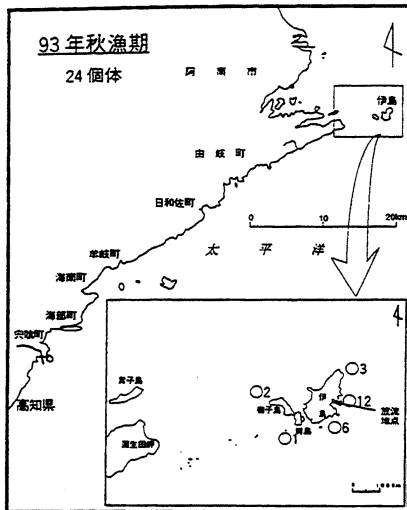 93年秋漁期
24個体
阿南市
伊島
由岐町
日和佐町
0 10 20km
太平洋
牟岐町
海南町
海部町
宍喰町
高知県
○3
○2
棚子島
伊島
○12
放流地点
前島
○6
○1
蒲生田岬
0